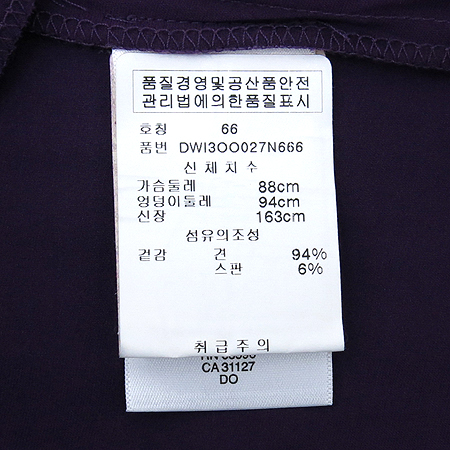 품질경영및공산품안전
관리법에의한품질표시
호칭 66
품번 DWI3OO027N666
신체치수
가슴둘레 88cm
엉덩이둘레 94cm
신장 163cm
섬유의조성
겉감 견 94%
스판 6%
취급주의
CA 31127
DO